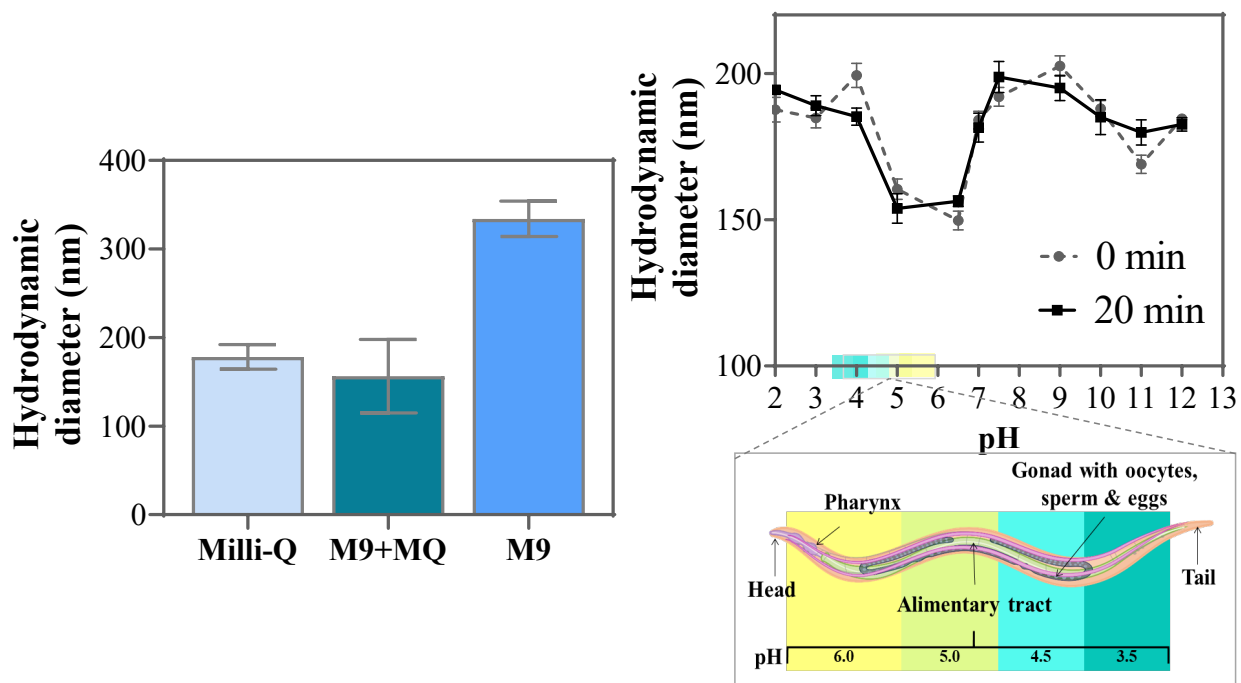 Hydrodynamic
diameter (nm)
400
300
200
100
0
Milli-Q
M9+MQ
M9
Hydrodynamic
diameter (nm)
200
150
100
0 min
20 min
2 3 4 5 6 7 8 9 10 11 12 13
pH
Gonad with oocytes,
sperm & eggs
Pharynx
Head
Alimentary tract
Tail
pH
6.0 5.0 4.5 3.5